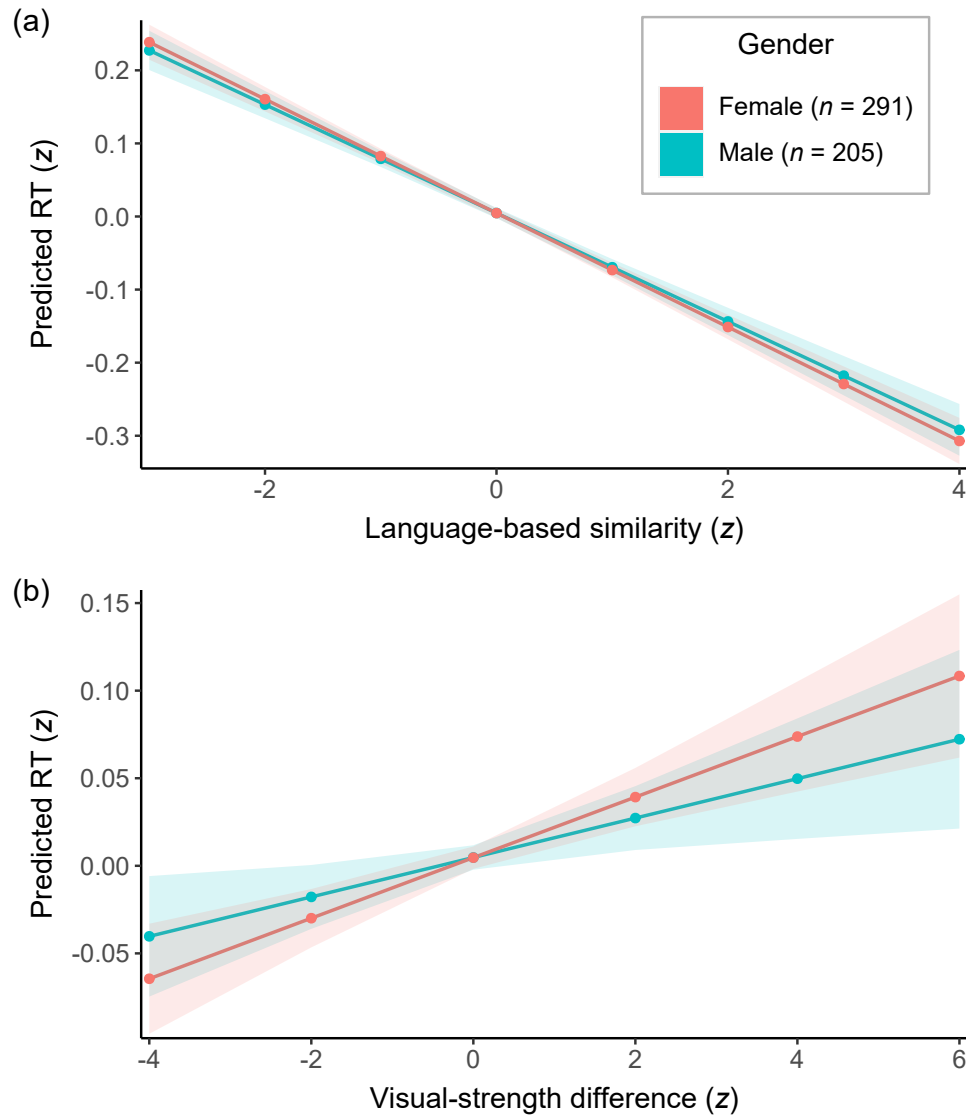 (a)
Gender
Female (n = 291)
Male (n = 205)
0.2
0.1
0.0
-0.1
-0.2
-0.3
Predicted RT (z)
-2 0 2 4
Language-based similarity (z)
(b)
0.15
0.10
0.05
0.00
-0.05
Predicted RT (z)
-4 -2 0 2 4 6
Visual-strength difference (z)